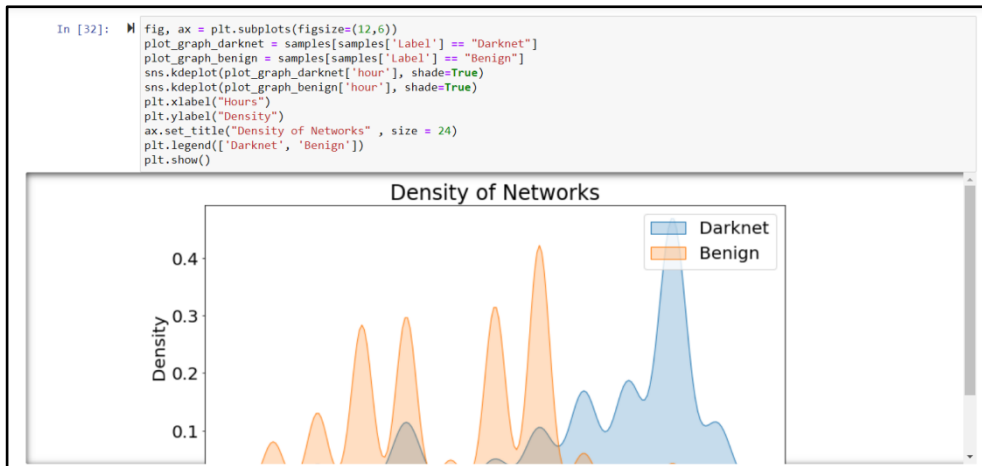 In [32]:
fig, ax = plt.subplots(figsize=(12,6))
plot_graph_darknet = samples[samples['Label'] == "Darknet"]
plot_graph_benign = samples[samples['Label'] == "Benign"]
sns.kdeplot(plot_graph_darknet['hour'], shade=True)
sns.kdeplot(plot_graph_benign['hour'], shade=True)
plt.xlabel("Hours")
plt.ylabel("Density")
ax.set_title("Density of Networks" , size = 24)
plt.legend(['Darknet', 'Benign'])
plt.show()
Density of Networks
Darknet
Benign
0.4
0.3
0.2
0.1
Density